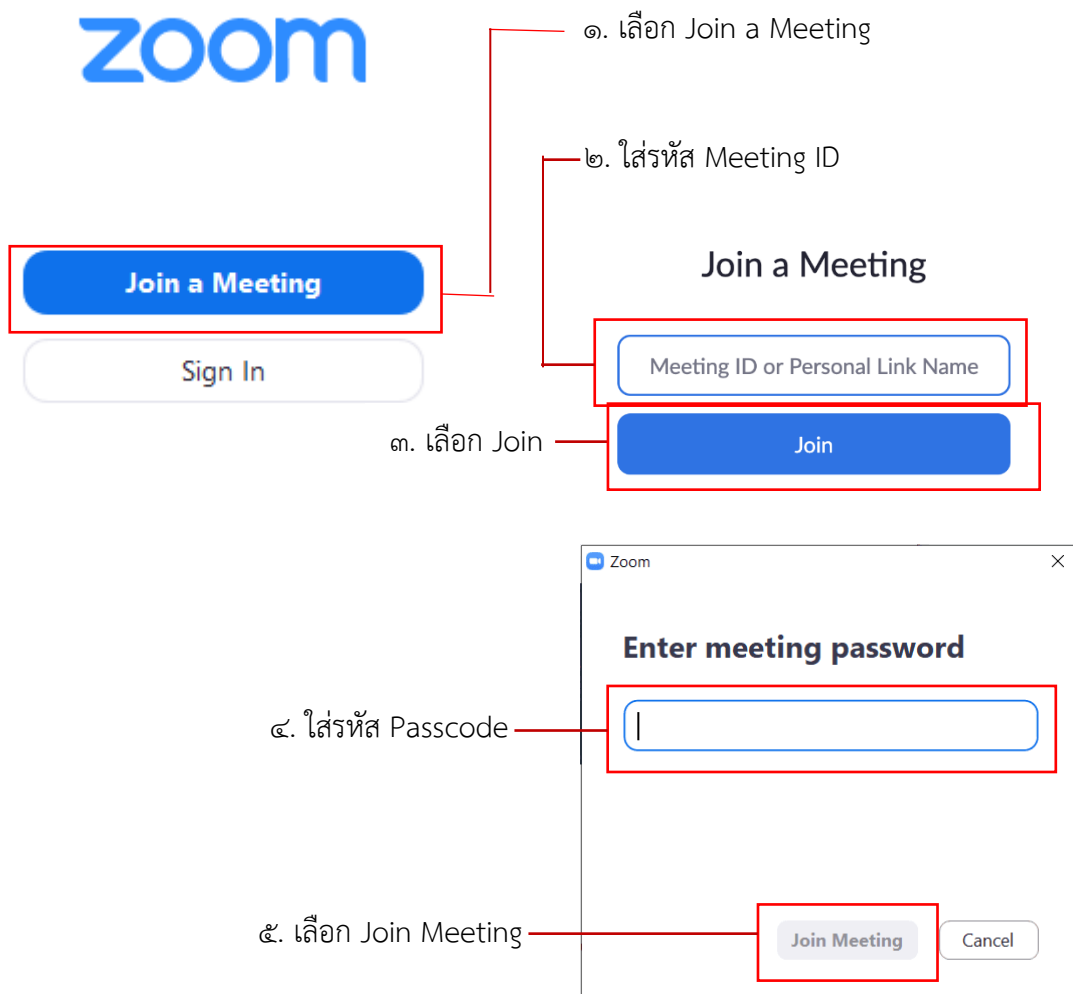 zoom
๑. เลือก Join a Meeting
๒. ใส่รหัส Meeting ID
Join a Meeting
Sign In
Join a Meeting
Meeting ID or Personal Link Name
๓. เลือก Join
Join
Zoom
Enter meeting password
๔. ใส่รหัส Passcode
๕. เลือก Join Meeting
Join Meeting
Cancel